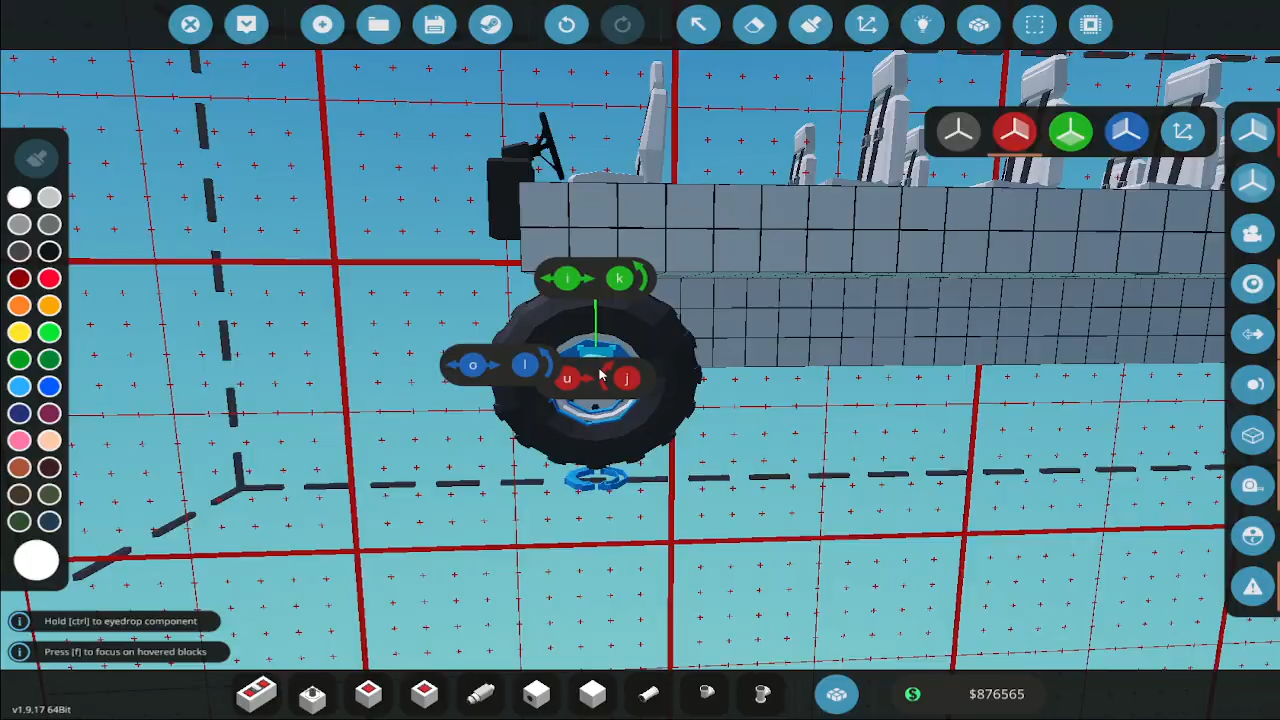 i k
o l
u j
Hold [ctrl] to eyedrop component
Press [f] to focus on hovered blocks
$ $876565
v1.9.17 64Bit